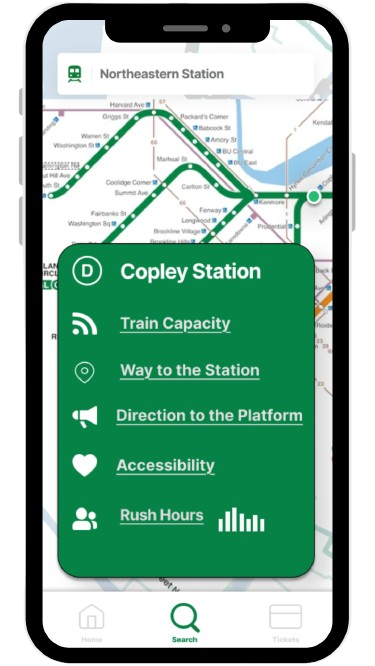 Northeastern Station
Harvard Ave
57
Griggs St
Packard's Corner
Babcock St
Warren St
Amory St
Washington St
BU Central
66
BU East
Marshall St
Coolidge Corner
Carlton St
Summit Ave
Kenmore
Fairbanks St
Fenway
Washington Sq
Longwood
Prudential
Brookline Village
Brookline Hills
D
Copley Station
Train Capacity
Way to the Station
Direction to the Platform
Accessibility
Rush Hours
Home
Search
Tickets